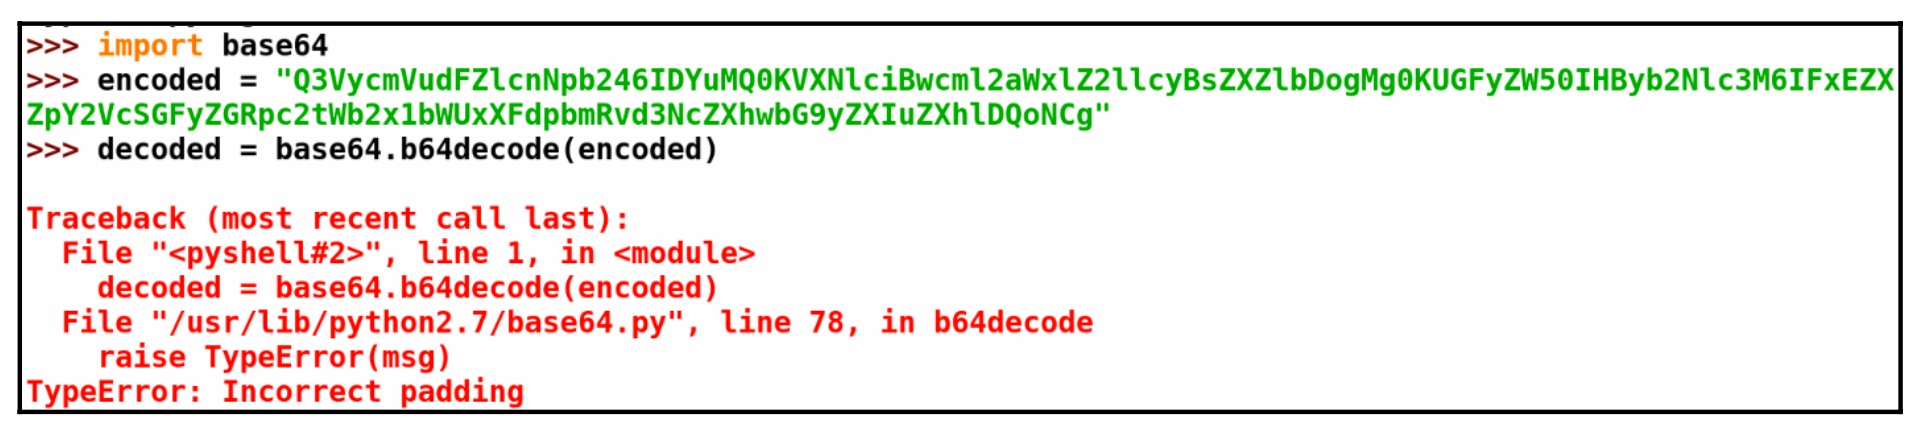 >>> import base64
>>> encoded = "Q3VycmVudFZlcnNpb246IDYuMQ0KVXNlciBwcml2aWxlZ2llcyBsZXZlbDogMg0KUGFyZW50IHByb2Nlc3M6IFxEZX
ZpY2VcSGFyZGRpc2tWb2x1bWUxXFdpbmRvd3NcZXhwbG9yZXIuZXhlDQoNCg"
>>> decoded = base64.b64decode(encoded)
Traceback (most recent call last):
  File "<pyshell#2>", line 1, in <module>
    decoded = base64.b64decode(encoded)
  File "/usr/lib/python2.7/base64.py", line 78, in b64decode
    raise TypeError(msg)
TypeError: Incorrect padding